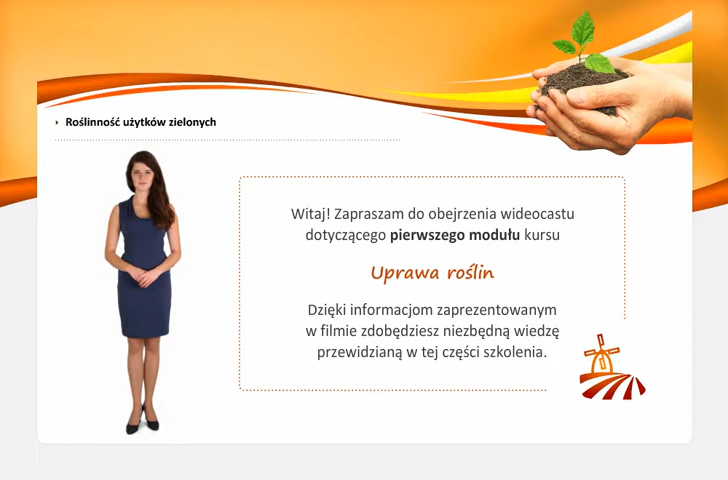 Roślinność użytków zielonych
Witaj! Zapraszam do obejrzenia wideocastu
dotyczącego pierwszego modułu kursu
Uprawa roślin
Dzięki informacjom zaprezentowanym
w filmie zdobędziesz niezbędną wiedzę
przewidzianą w tej części szkolenia.